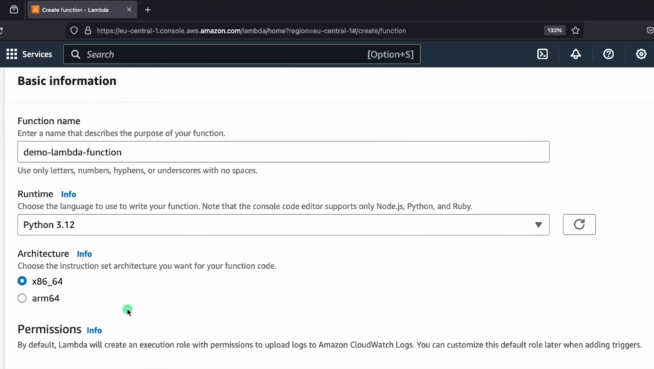 Create function - Lambda
https://eu-central-1.console.aws.amazon.com/lambda/home?region=eu-central-1#/create/function
133%
Services
Search
[Option+S]
Basic information
Function name
Enter a name that describes the purpose of your function.
demo-lambda-function
Use only letters, numbers, hyphens, or underscores with no spaces.
Runtime Info
Choose the language to use to write your function. Note that the console code editor supports only Node.js, Python, and Ruby.
Python 3.12
Architecture Info
Choose the instruction set architecture you want for your function code.
x86_64
arm64
Permissions Info
By default, Lambda will create an execution role with permissions to upload logs to Amazon CloudWatch Logs. You can customize this default role later when adding triggers.